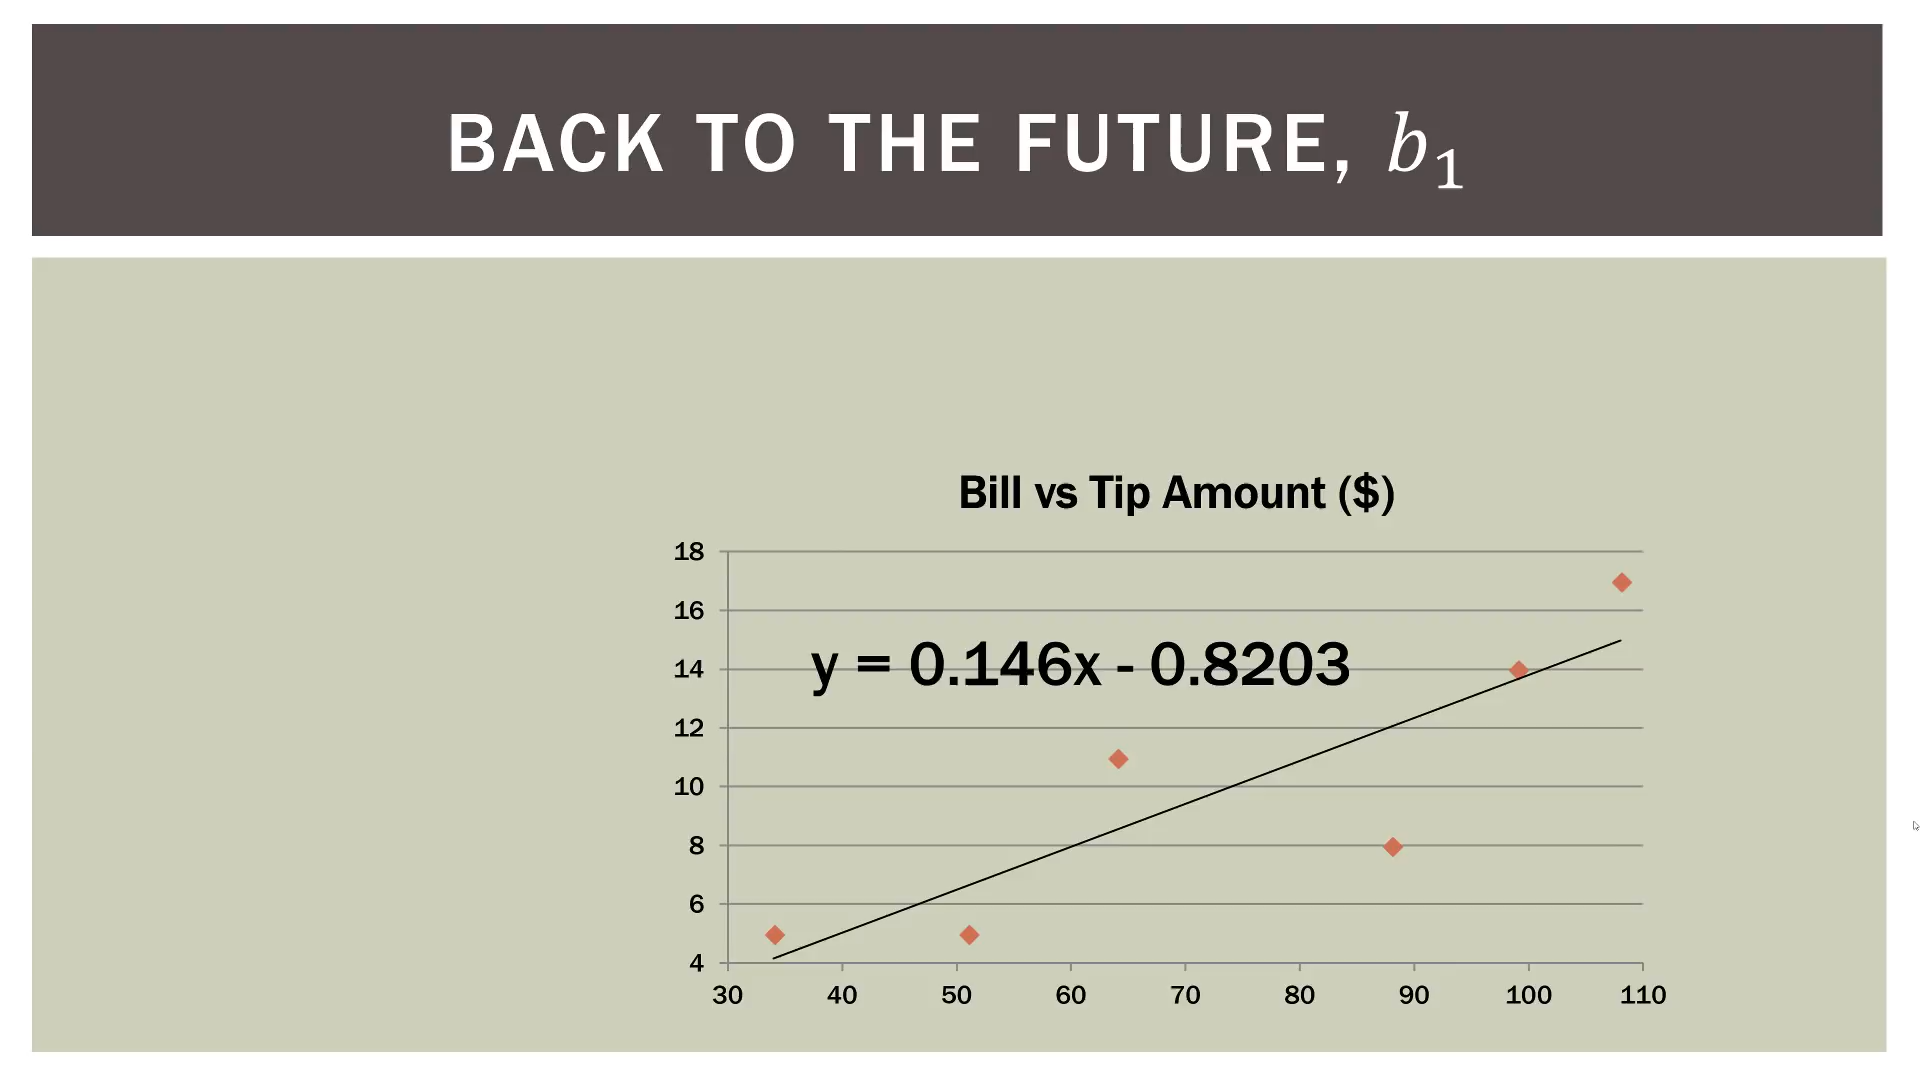 BACK TO THE FUTURE, b₁
Bill vs Tip Amount ($)
18
16
y = 0.146x - 0.8203
14
12
10
8
6
4
30 40 50 60 70 80 90 100 110